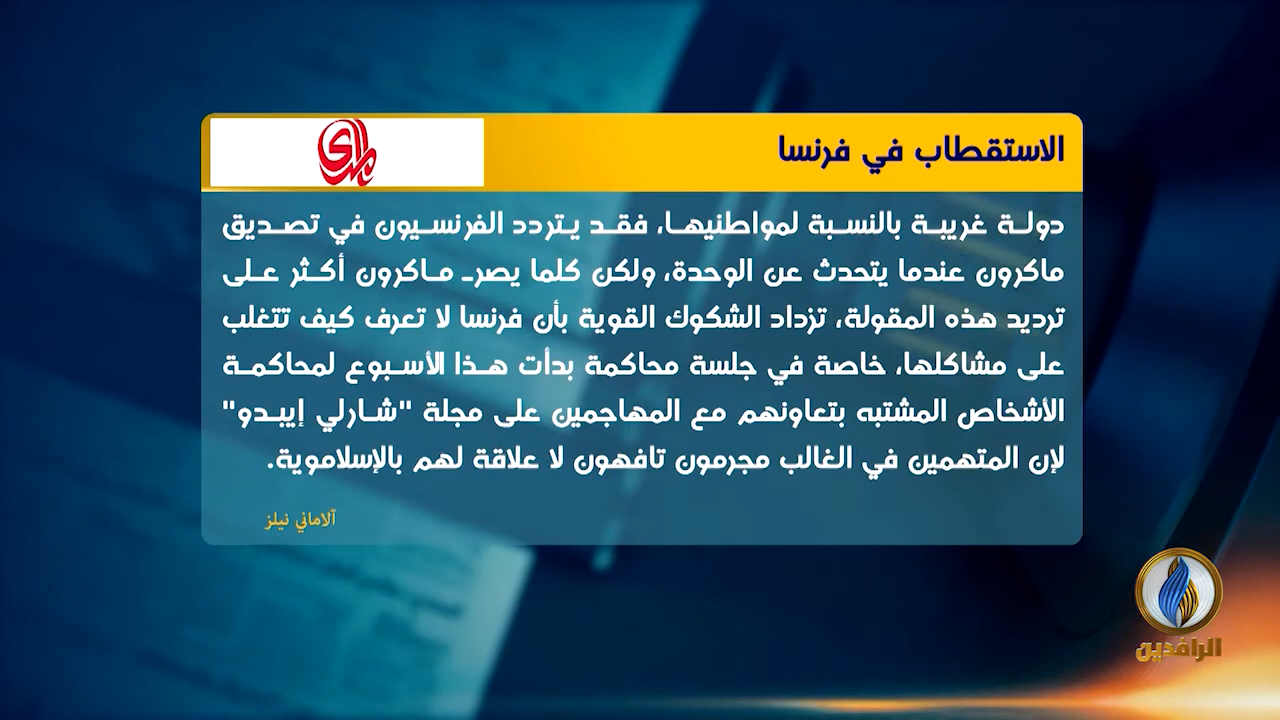 الاستقطاب في فرنسا
المدى
دولة غريبة بالنسبة لمواطنيها، فقد يتردد الفرنسيون في تصديق
ماكرون عندما يتحدث عن الوحدة، ولكن كلما يصر ماكرون أكثر على
ترديد هذه المقولة، تزداد الشكوك القوية بأن فرنسا لا تعرف كيف تتغلب
على مشاكلها، خاصة في جلسة محاكمة بدأت هذا الأسبوع لمحاكمة
الأشخاص المشتبه بتعاونهم مع المهاجمين على مجلة "شارلي إيبدو"
لإن المتهمين في الغالب مجرمون تافهون لا علاقة لهم بالإسلاموية.
آلاماني نيلز
الرافدين